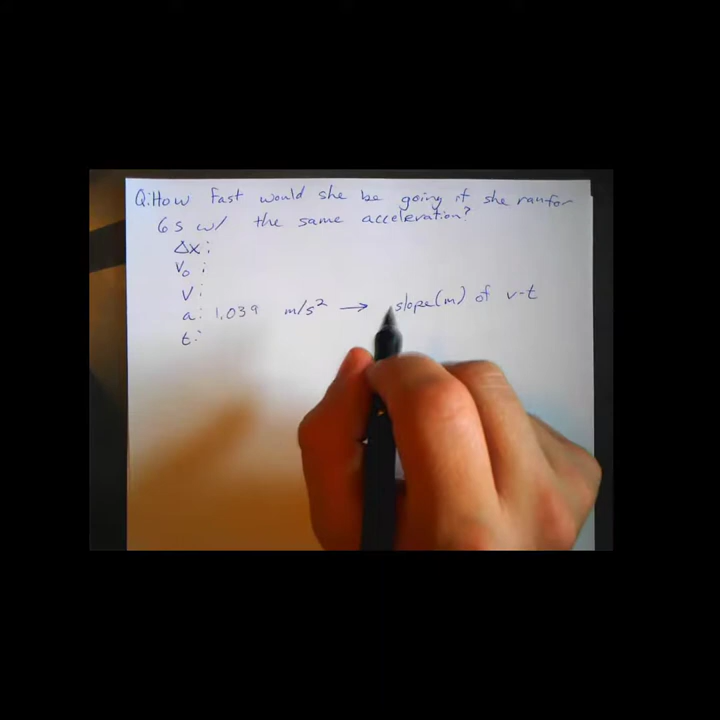 Q: How Fast would she be going if she ran for
6s w/ the same acceleration?
Δx:
V₀:
V:
a: 1.039 m/s² → slope(m) of v-t
t: